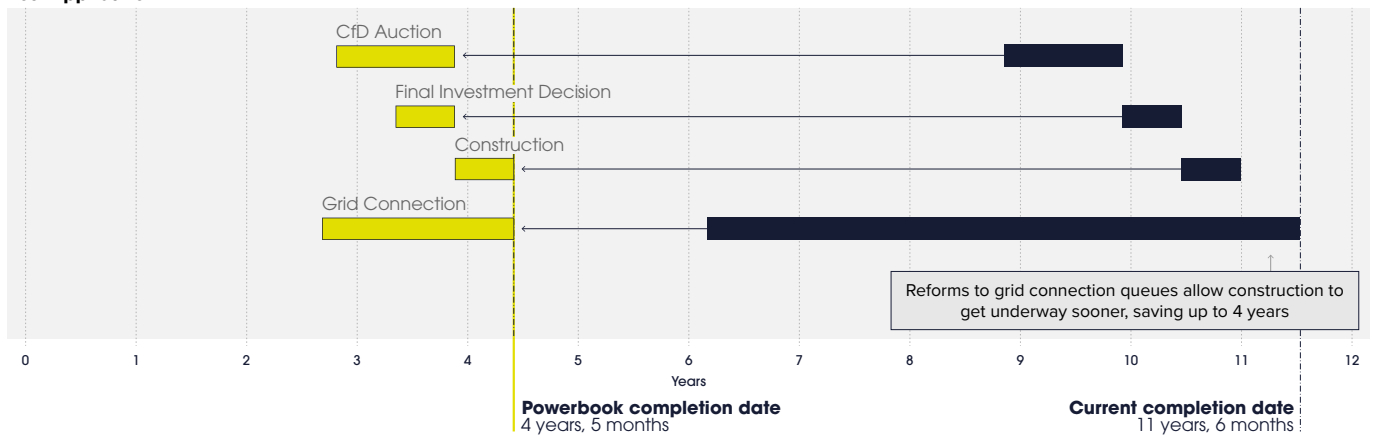 CfD Auction
Final Investment Decision
Construction
Grid Connection
Reforms to grid connection queues allow construction to
get underway sooner, saving up to 4 years
0 1 2 3 4 5 6 7 8 9 10 11 12
Years
Powerbook completion date
4 years, 5 months
Current completion date
11 years, 6 months